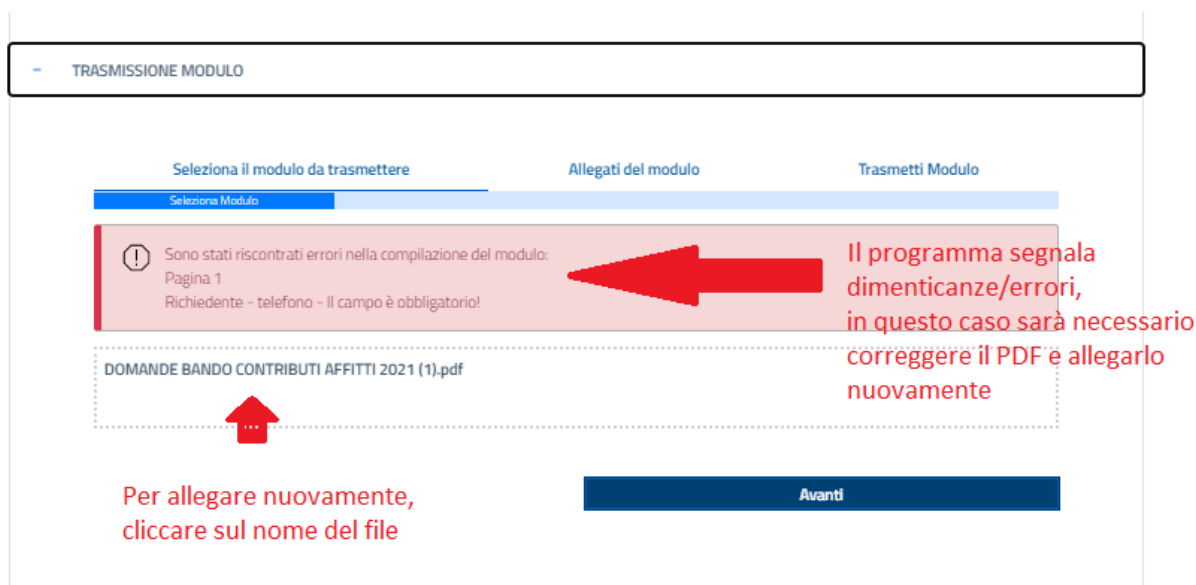 - TRASMISSIONE MODULO
Seleziona il modulo da trasmettere
Allegati del modulo
Trasmetti Modulo
Seleziona Modulo
Sono stati riscontrati errori nella compilazione del modulo:
Pagina 1
Richiedente - telefono - Il campo è obbligatorio!
Il programma segnala
dimenticanze/errori,
in questo caso sarà necessario
correggere il PDF e allegarlo
nuovamente
DOMANDE BANDO CONTRIBUTI AFFITTI 2021 (1).pdf
...
Per allegare nuovamente,
cliccare sul nome del file
Avanti